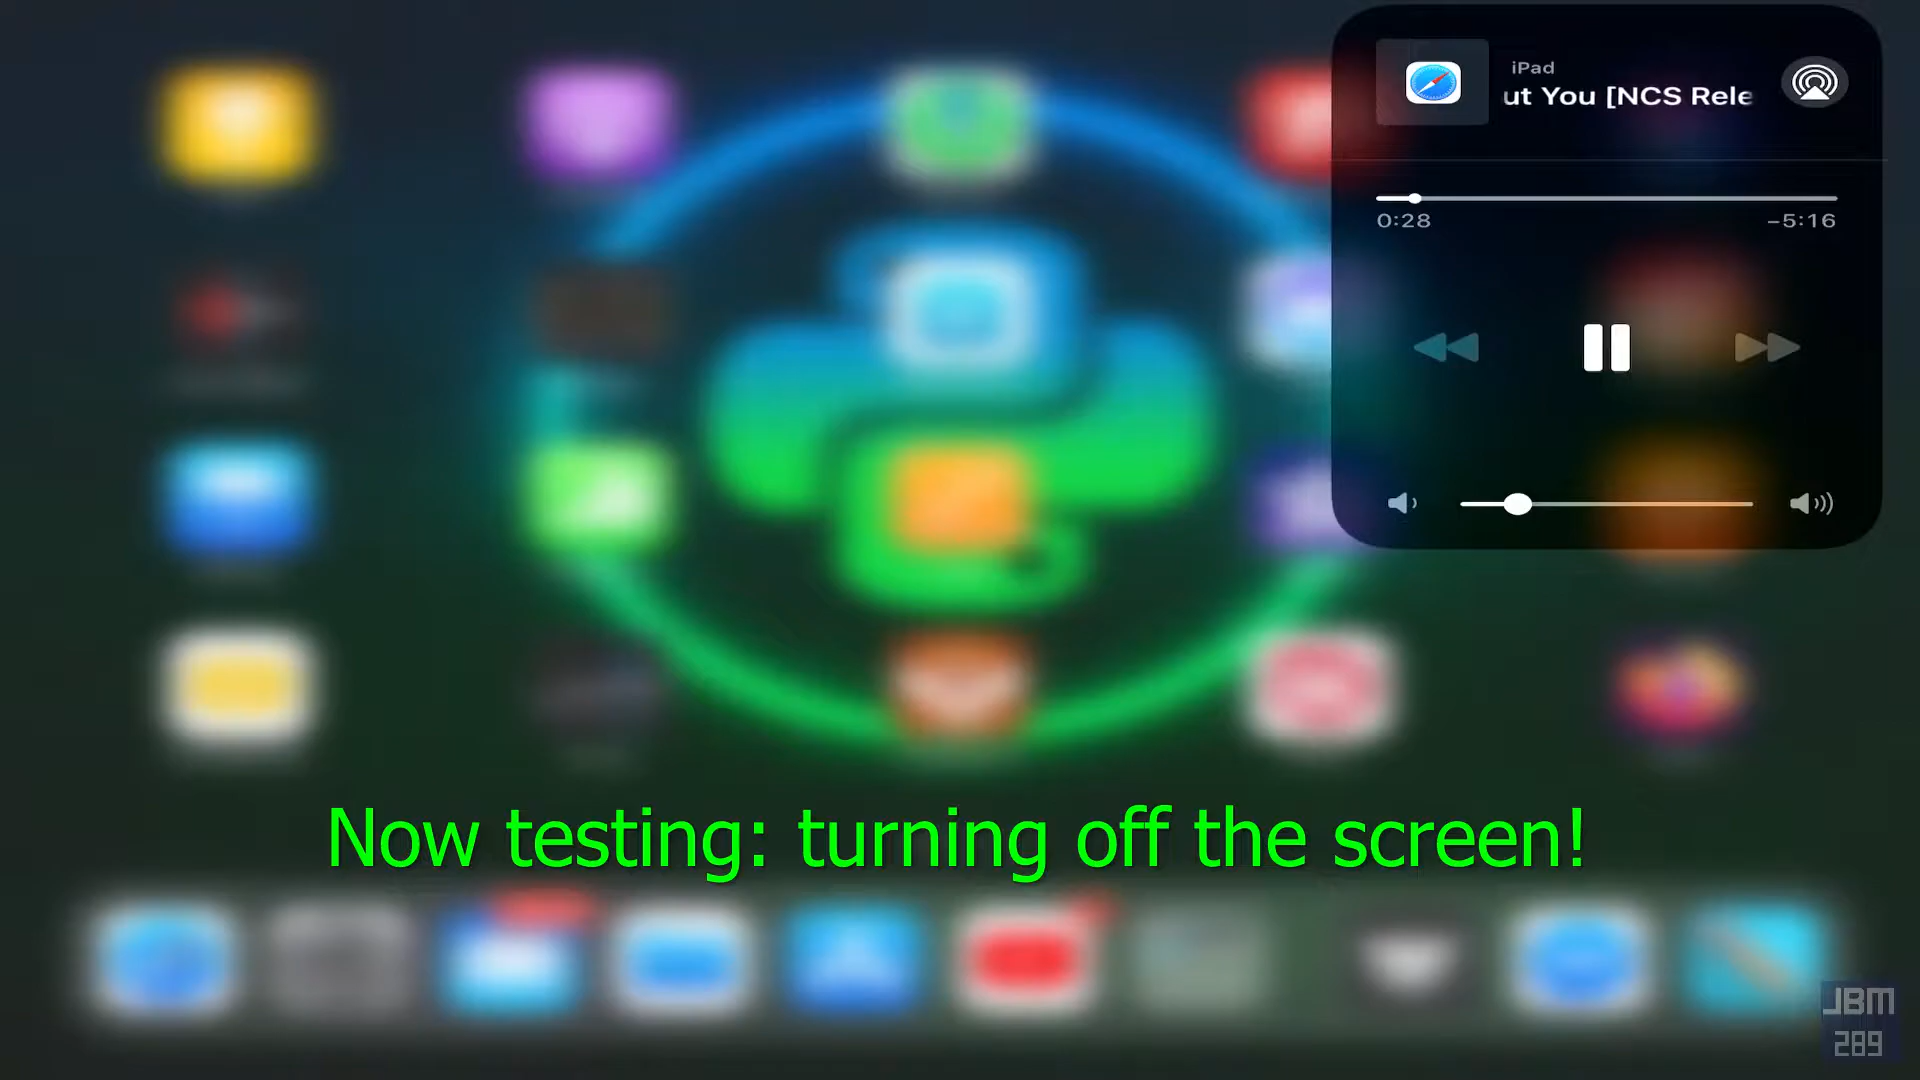 iPad
ut You [NCS Rele
0:28
-5:16
Now testing: turning off the screen!
JBM
289